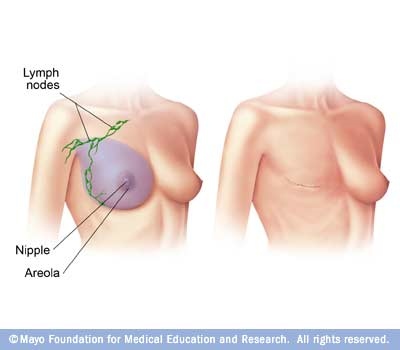 Lymph
nodes
Nipple
Areola
©Mayo Foundation for Medical Education and Research. All rights reserved.